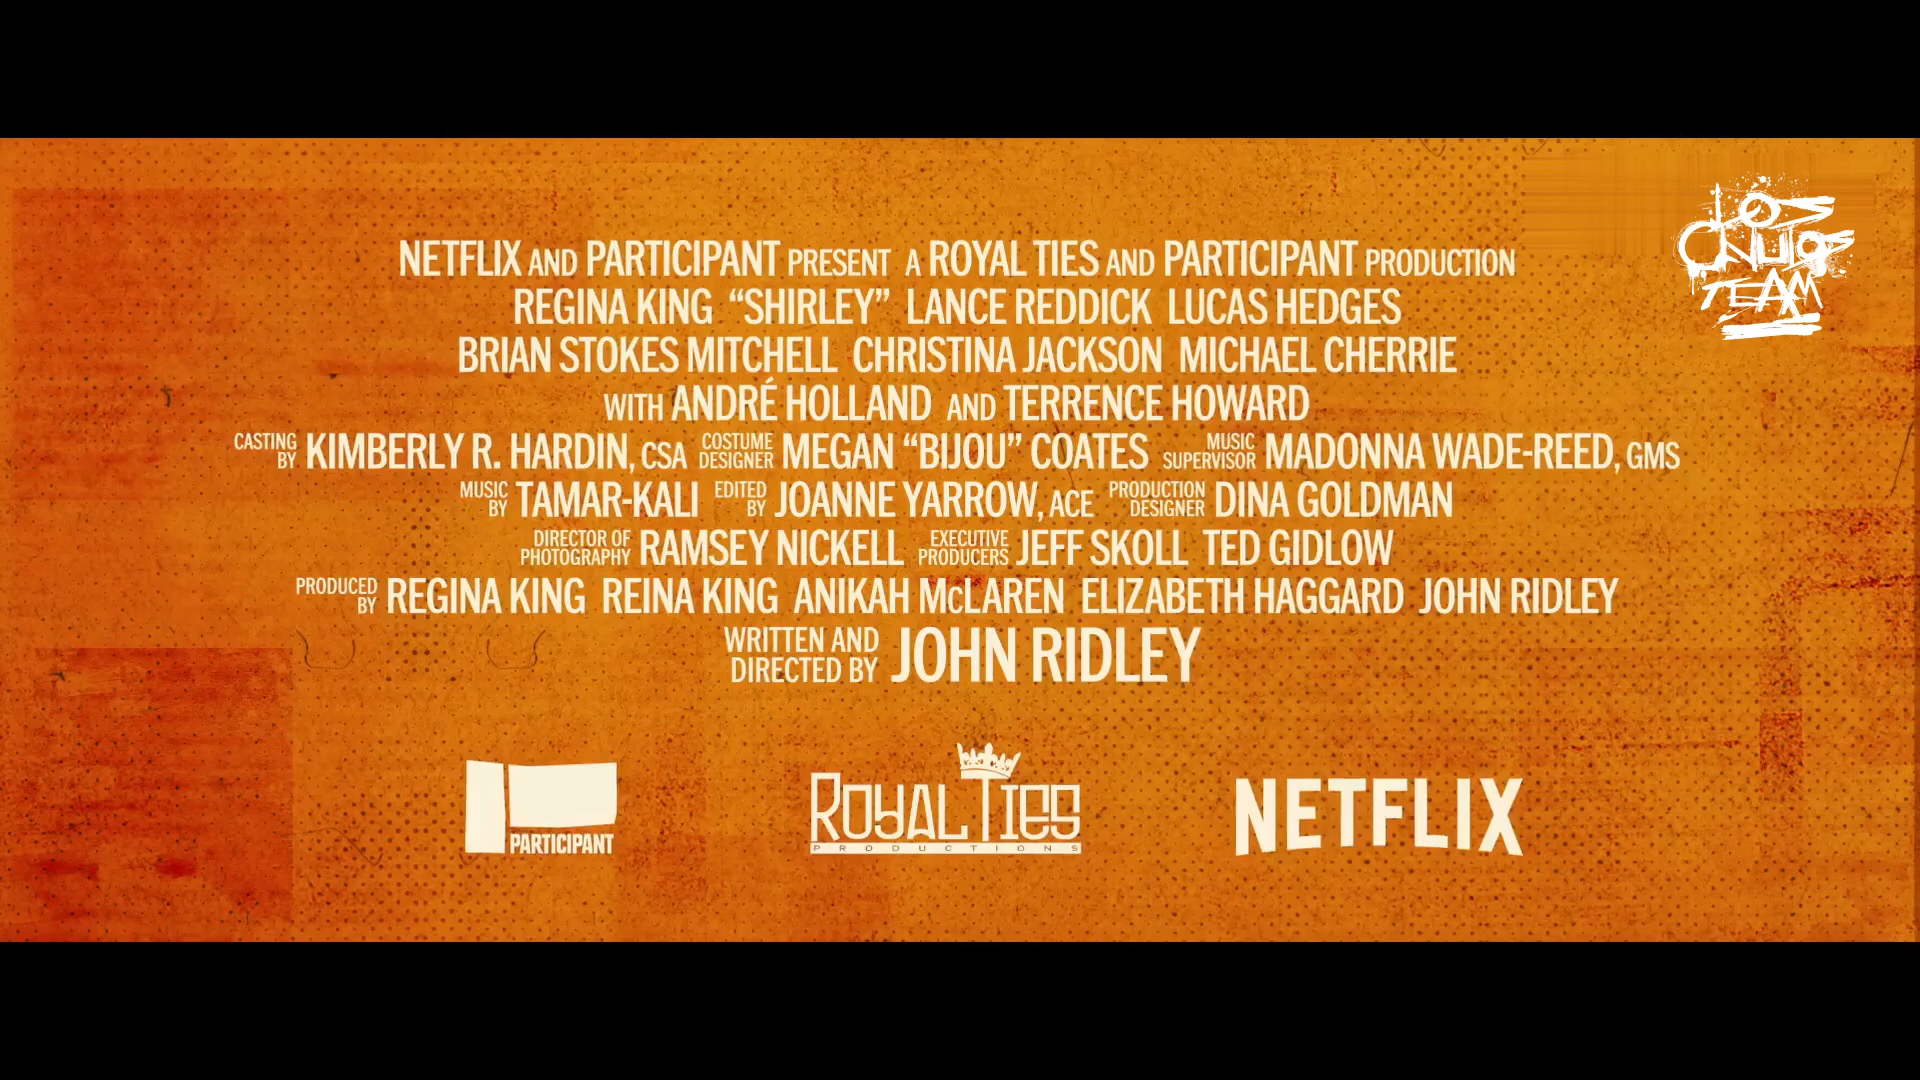 NETFLIX AND PARTICIPANT PRESENT A ROYAL TIES AND PARTICIPANT PRODUCTION
REGINA KING “SHIRLEY” LANCE REDDICK LUCAS HEDGES
BRIAN STOKES MITCHELL CHRISTINA JACKSON MICHAEL CHERRIE
WITH ANDRÉ HOLLAND AND TERRENCE HOWARD
CASTING BY KIMBERLY R. HARDIN, CSA COSTUME DESIGNER MEGAN “BIJOU” COATES MUSIC SUPERVISOR MADONNA WADE-REED, GMS
MUSIC BY TAMAR-KALI EDITED BY JOANNE YARROW, ACE PRODUCTION DESIGNER DINA GOLDMAN
DIRECTOR OF PHOTOGRAPHY RAMSEY NICKELL EXECUTIVE PRODUCERS JEFF SKOLL TED GIDLOW
PRODUCED BY REGINA KING REINA KING ANIKAH McLAREN ELIZABETH HAGGARD JOHN RIDLEY
WRITTEN AND DIRECTED BY JOHN RIDLEY
PARTICIPANT
ROYAL TIES
PRODUCTIONS
NETFLIX
LOS
TEAM